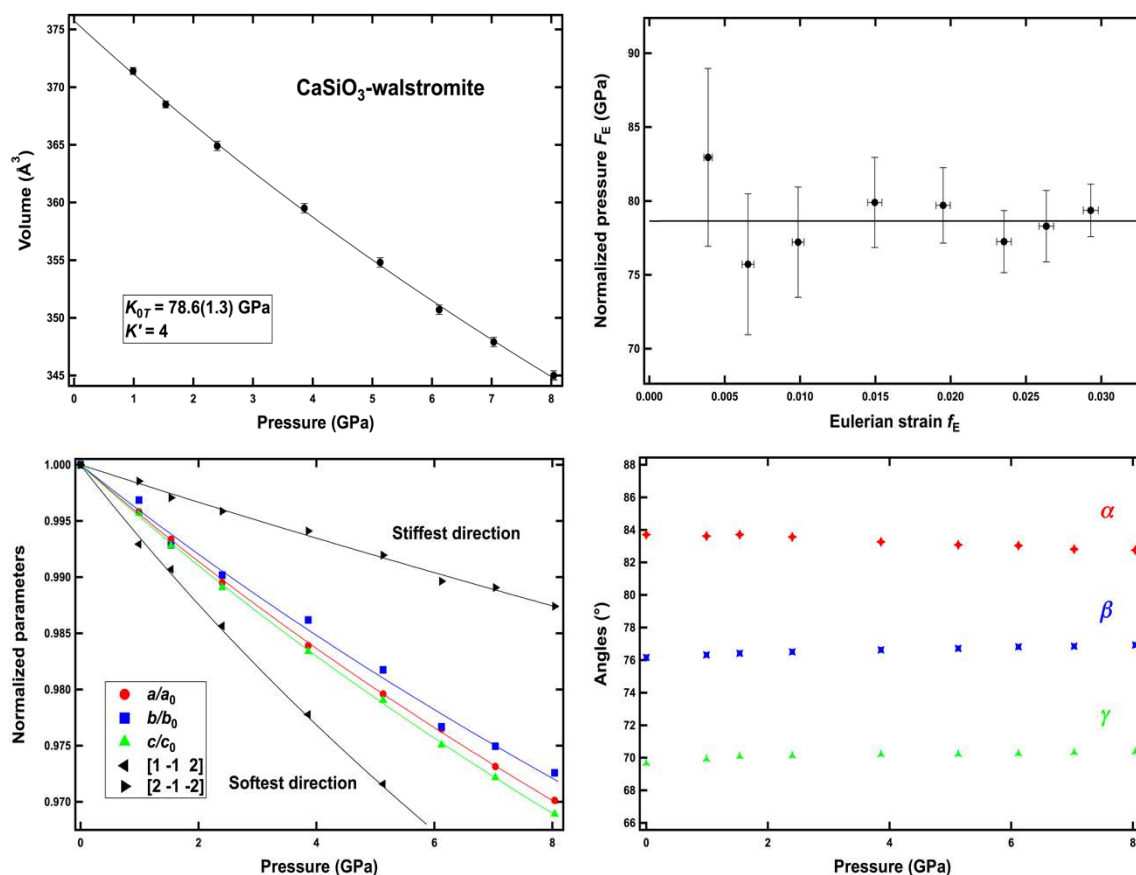 Volume (Å³)
375
370
365
360
355
350
345
CaSiO₃-walstromite
K₀T = 78.6(1.3) GPa
K' = 4
0 1 2 3 4 5 6 7 8
Pressure (GPa)
Normalized pressure F_E (GPa)
90
85
80
75
70
0.000 0.005 0.010 0.015 0.020 0.025 0.030
Eulerian strain f_E
Normalized parameters
1.000
0.995
0.990
0.985
0.980
0.975
0.970
Stiffest direction
a/a₀
b/b₀
c/c₀
[1 -1 2]
[2 -1 -2]
Softest direction
0 2 4 6 8
Pressure (GPa)
Angles (°)
88
86
84
82
80
78
76
74
72
70
68
66
α
β
γ
0 2 4 6 8
Pressure (GPa)